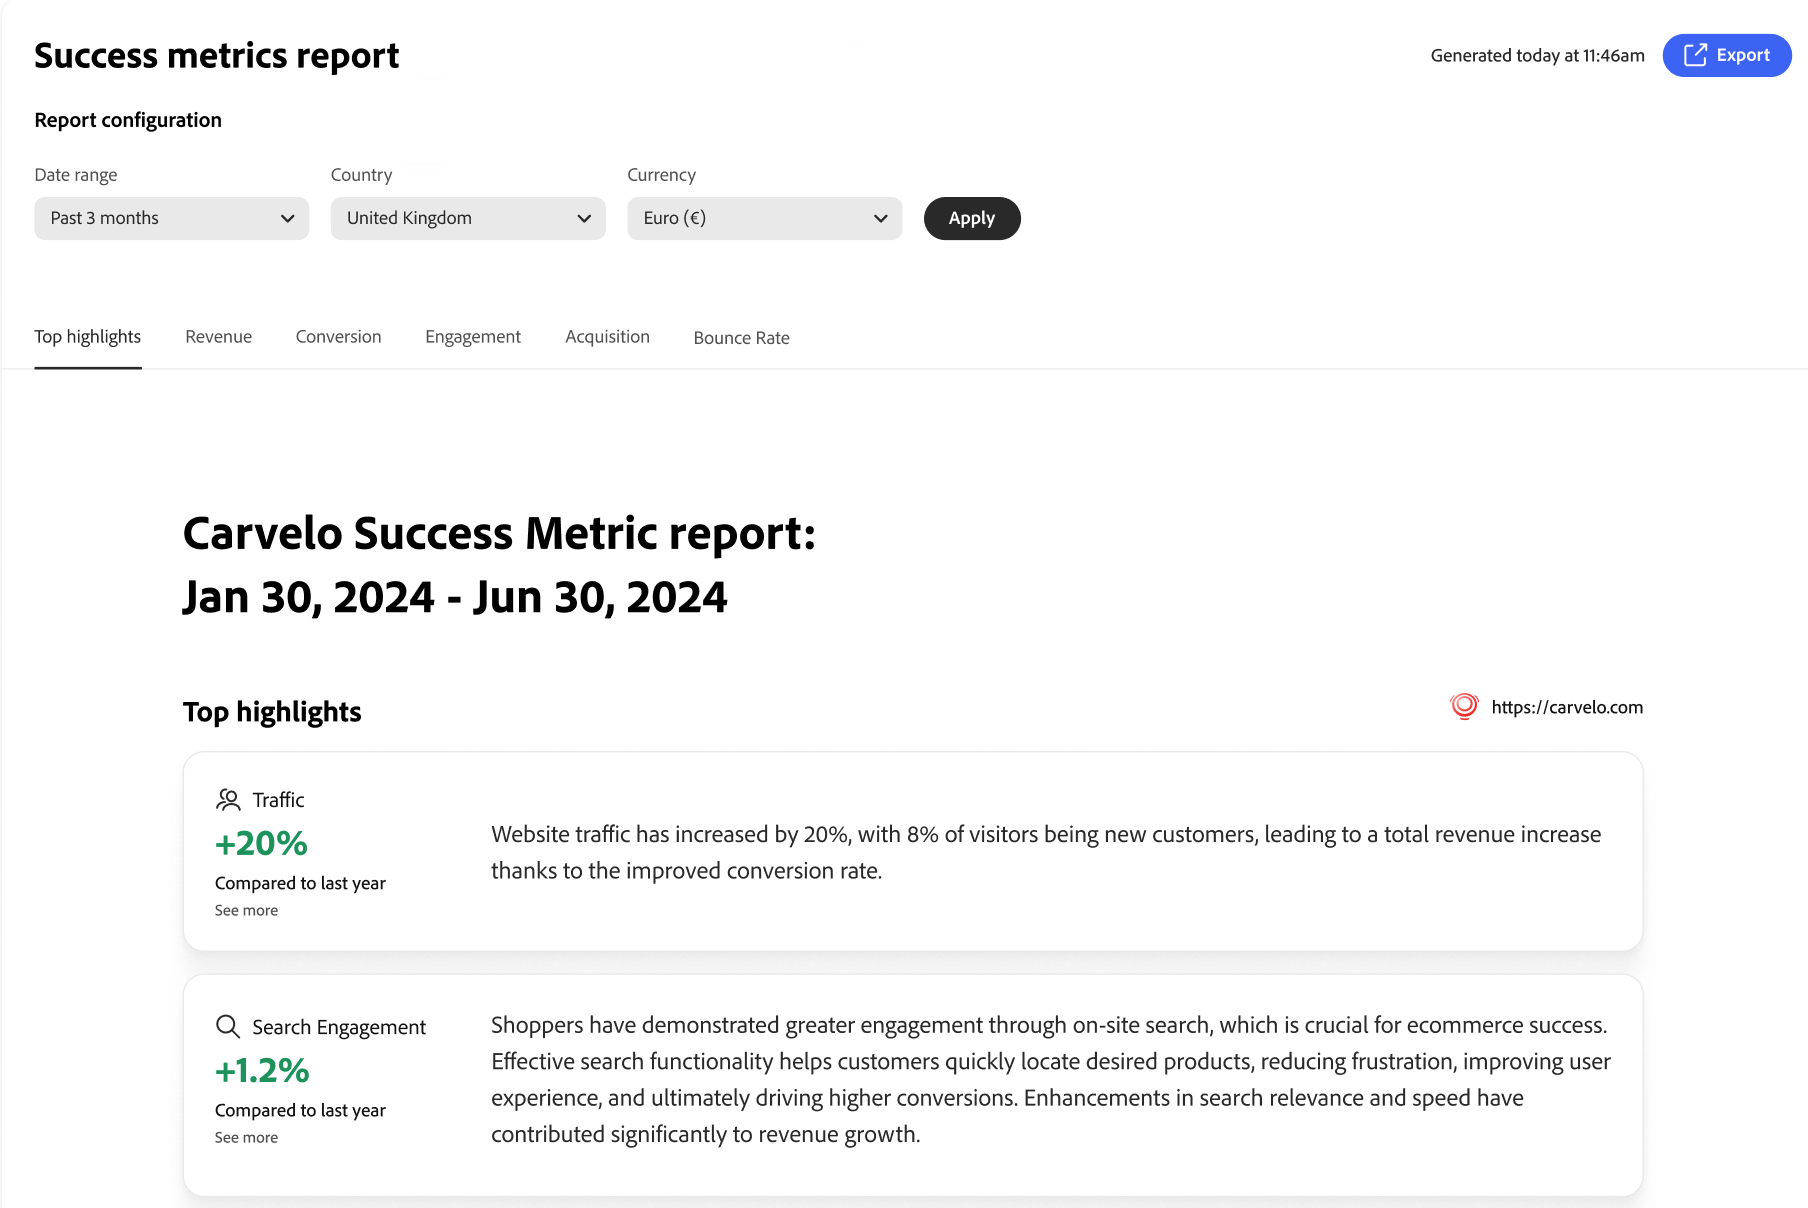 Success metrics report
Generated today at 11:46am
Export
Report configuration
Date range
Country
Currency
Past 3 months
United Kingdom
Euro (€)
Apply
Top highlights
Revenue
Conversion
Engagement
Acquisition
Bounce Rate
Carvelo Success Metric report:
Jan 30, 2024 - Jun 30, 2024
Top highlights
https://carvelo.com
Traffic
+20%
Compared to last year
See more
Website traffic has increased by 20%, with 8% of visitors being new customers, leading to a total revenue increase
thanks to the improved conversion rate.
Search Engagement
+1.2%
Compared to last year
See more
Shoppers have demonstrated greater engagement through on-site search, which is crucial for ecommerce success.
Effective search functionality helps customers quickly locate desired products, reducing frustration, improving user
experience, and ultimately driving higher conversions. Enhancements in search relevance and speed have
contributed significantly to revenue growth.